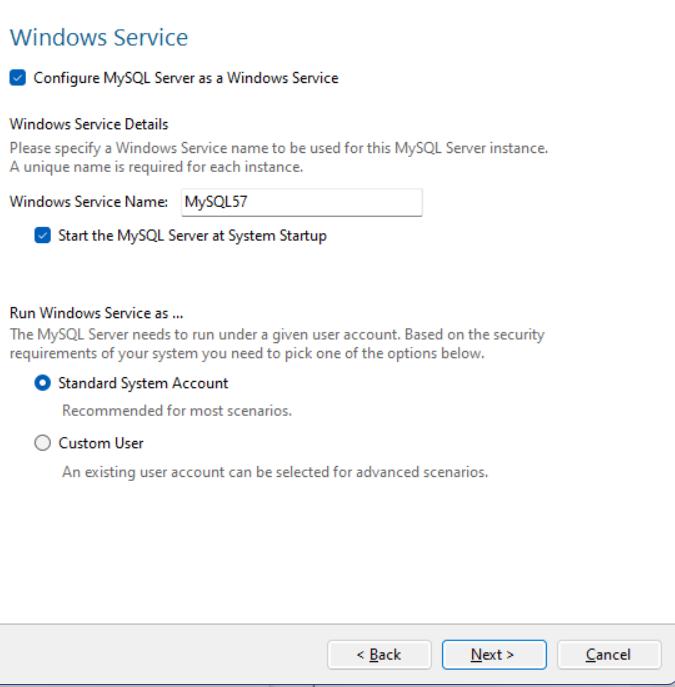 Windows Service
Configure MySQL Server as a Windows Service
Windows Service Details
Please specify a Windows Service name to be used for this MySQL Server instance.
A unique name is required for each instance.
Windows Service Name: MySQL57
Start the MySQL Server at System Startup
Run Windows Service as ...
The MySQL Server needs to run under a given user account. Based on the security
requirements of your system you need to pick one of the options below.
Standard System Account
Recommended for most scenarios.
Custom User
An existing user account can be selected for advanced scenarios.
< Back Next > Cancel